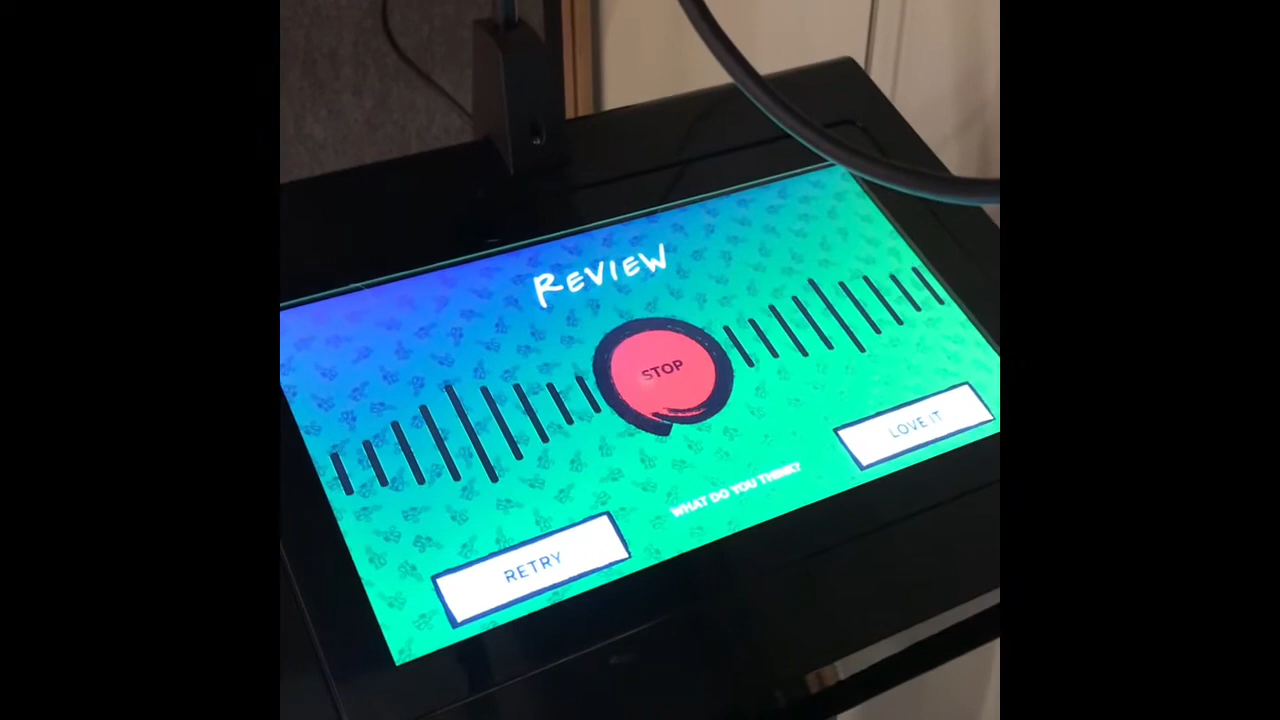 REVIEW
STOP
LOVE IT
WHAT DO YOU THINK?
RETRY